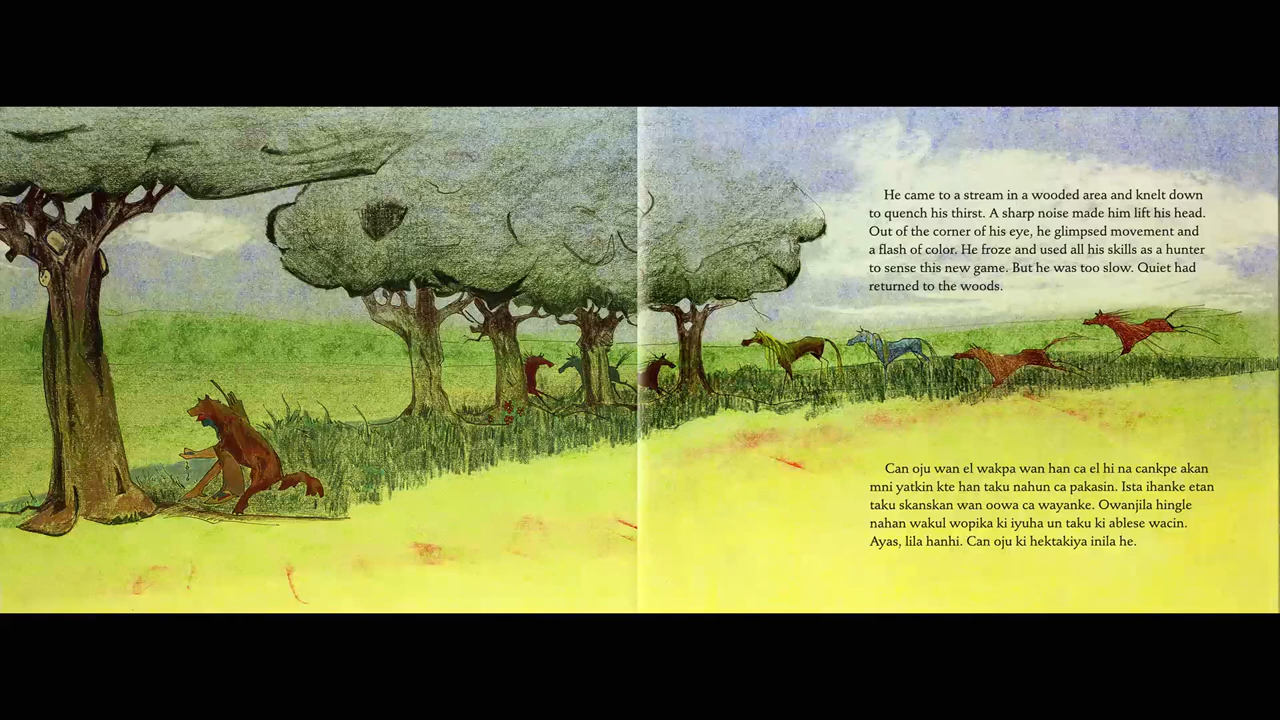 He came to a stream in a wooded area and knelt down
to quench his thirst. A sharp noise made him lift his head.
Out of the corner of his eye, he glimpsed movement and
a flash of color. He froze and used all his skills as a hunter
to sense this new game. But he was too slow. Quiet had
returned to the woods.
Can oju wan el wakpa wan han ca el hi na cankpe akan
mni yatkin kte han taku nahun ca pakasin. Ista ihanke etan
taku skanskan wan oowa ca wayanke. Owanjila hingle
nahan wakul wopika ki iyuha un taku ki ablese wacin.
Ayas, lila hanhi. Can oju ki hektakiya inila he.